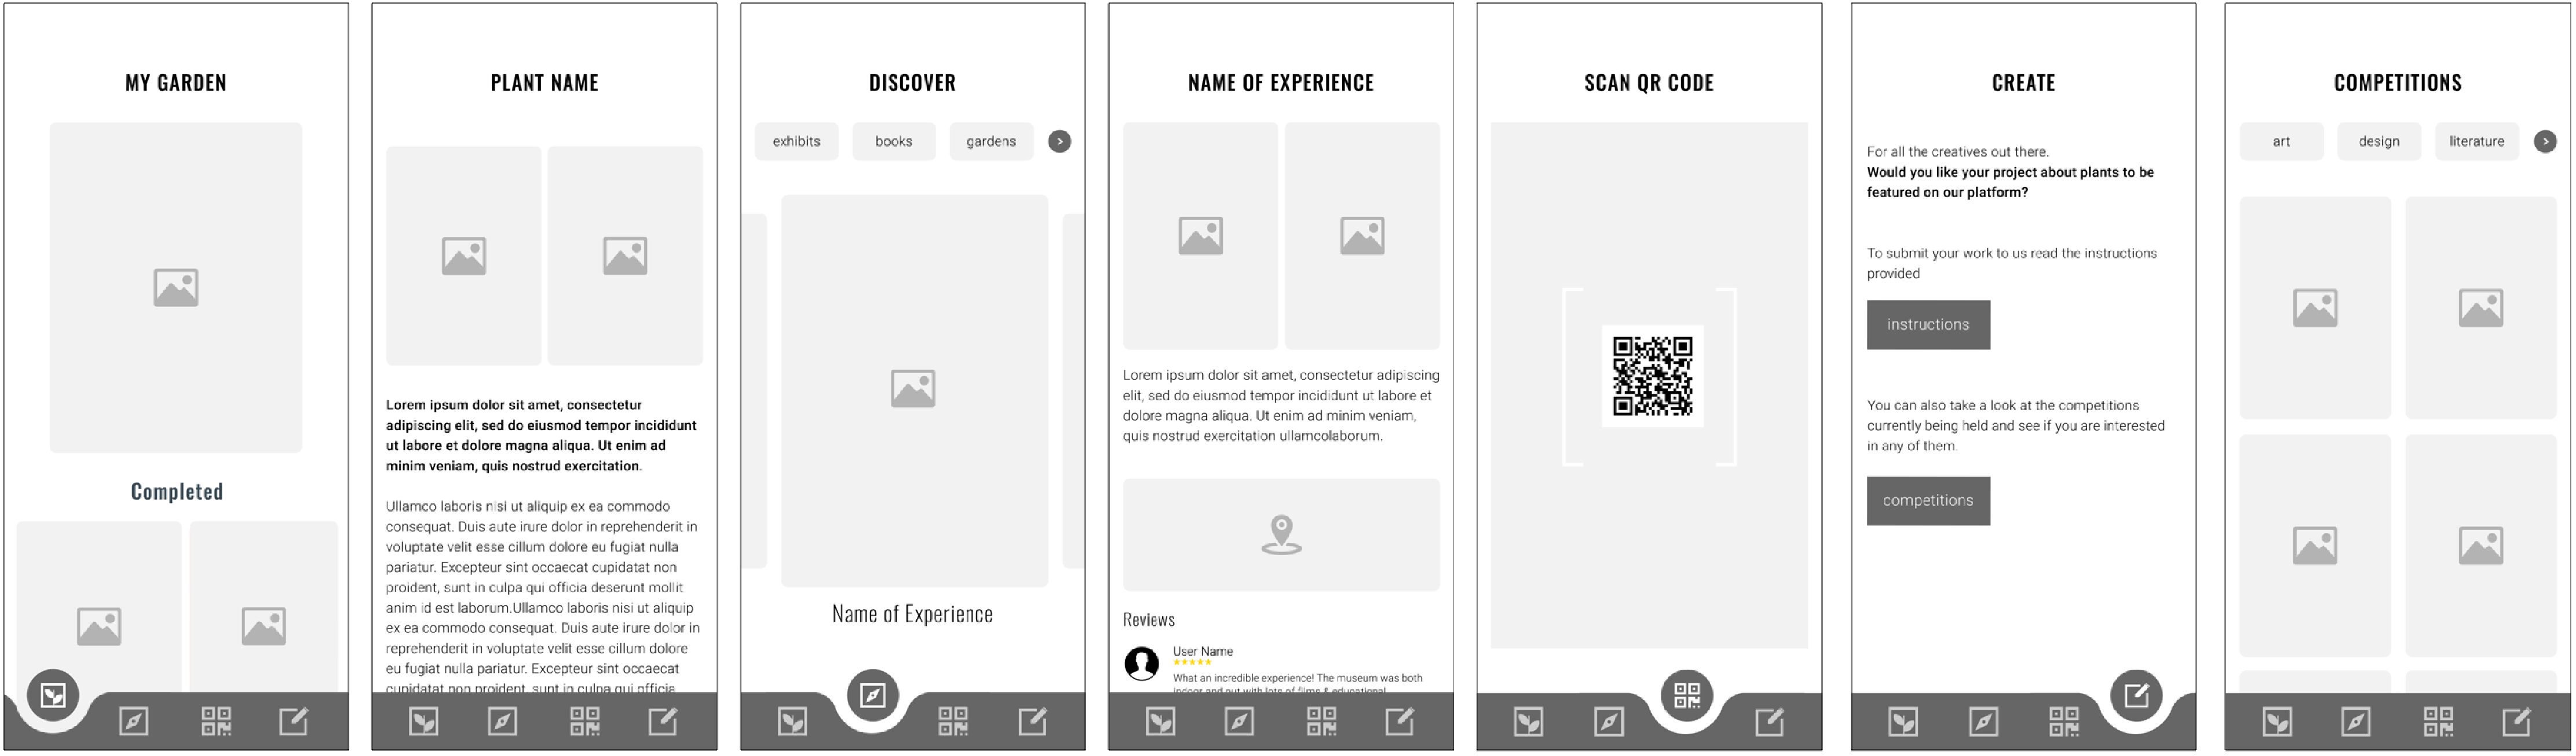 MY GARDEN
Completed
PLANT NAME
Lorem ipsum dolor sit amet, consectetur
adipiscing elit, sed do eiusmod tempor incididunt
ut labore et dolore magna aliqua. Ut enim ad
minim veniam, quis nostrud exercitation.
Ullamco laboris nisi ut aliquip ex ea commodo
consequat. Duis aute irure dolor in reprehenderit in
voluptate velit esse cillum dolore eu fugiat nulla
pariatur. Excepteur sint occaecat cupidatat non
proident, sunt in culpa qui officia deserunt mollit
anim id est laborum.Ullamco laboris nisi ut aliquip
ex ea commodo consequat. Duis aute irure dolor in
reprehenderit in voluptate velit esse cillum dolore
eu fugiat nulla pariatur. Excepteur sint occaecat
cupidatat non proident, sunt in culpa qui officia
DISCOVER
exhibits
books
gardens
Name of Experience
NAME OF EXPERIENCE
Lorem ipsum dolor sit amet, consectetur adipiscing
elit, sed do eiusmod tempor incididunt ut labore et
dolore magna aliqua. Ut enim ad minim veniam,
quis nostrud exercitation ullamcolaborum.
Reviews
User Name
What an incredible experience! The museum was both
indoor and out with lots of films & educational
SCAN QR CODE
CREATE
For all the creatives out there.
Would you like your project about plants to be
featured on our platform?
To submit your work to us read the instructions
provided
instructions
You can also take a look at the competitions
currently being held and see if you are interested
in any of them.
competitions
COMPETITIONS
art
design
literature